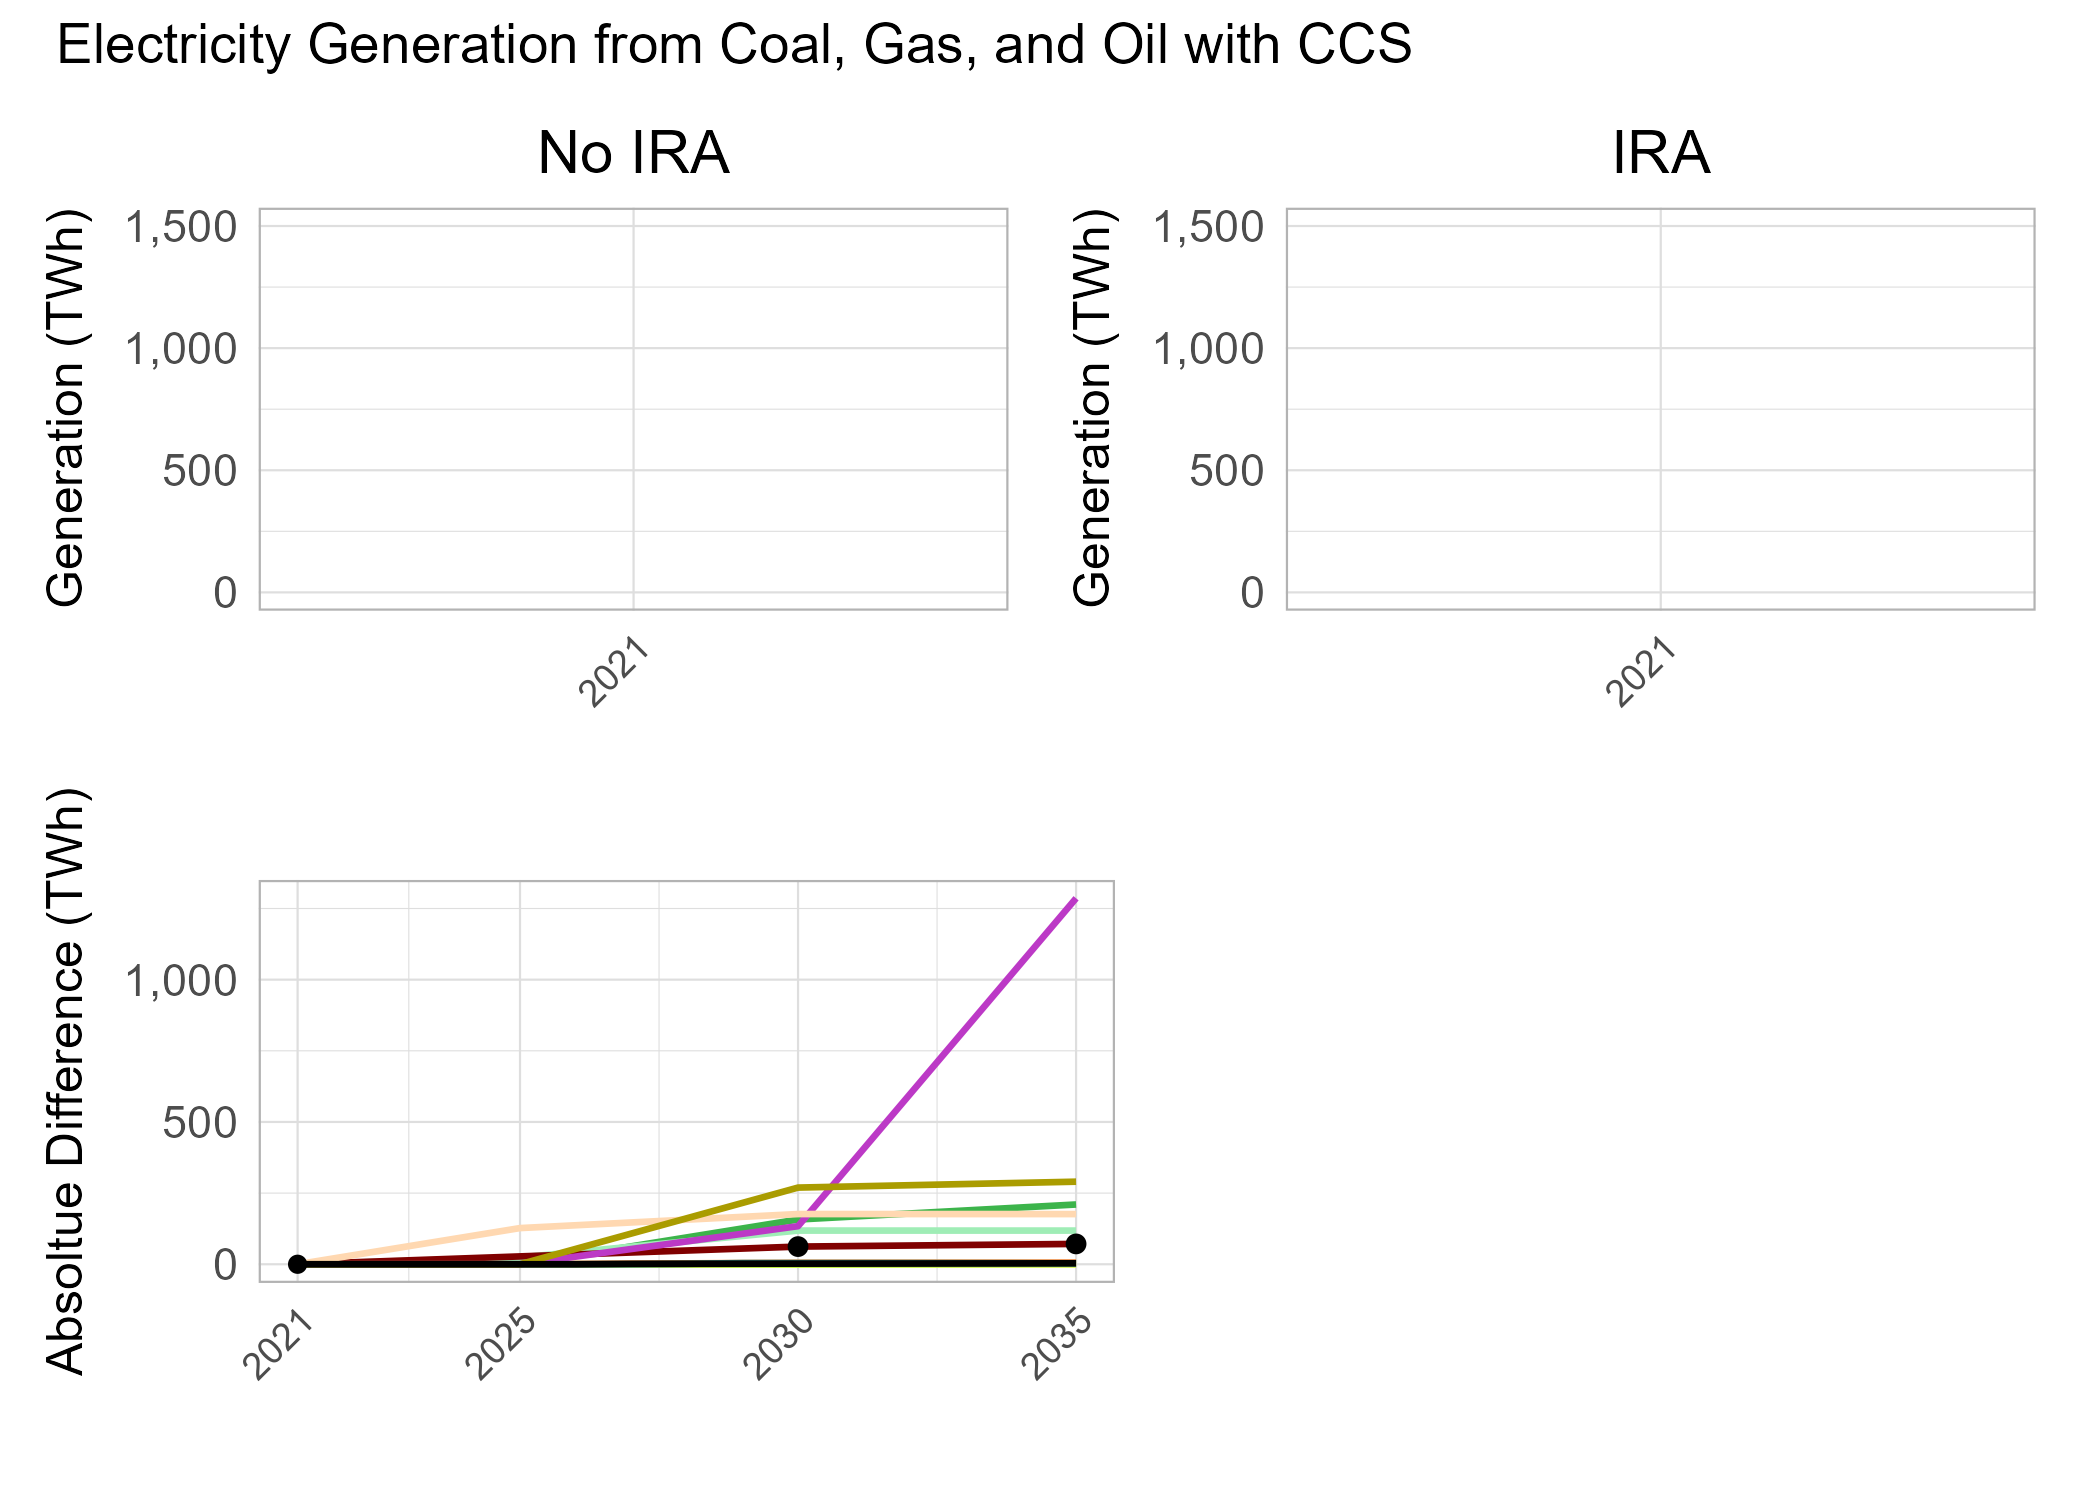 Electricity Generation from Coal, Gas, and Oil with CCS
No IRA
IRA
Generation (TWh)
1,500
1,000
500
0
2021
Generation (TWh)
1,500
1,000
500
0
2021
Absoltue Difference (TWh)
1,000
500
0
2021
2025
2030
2035